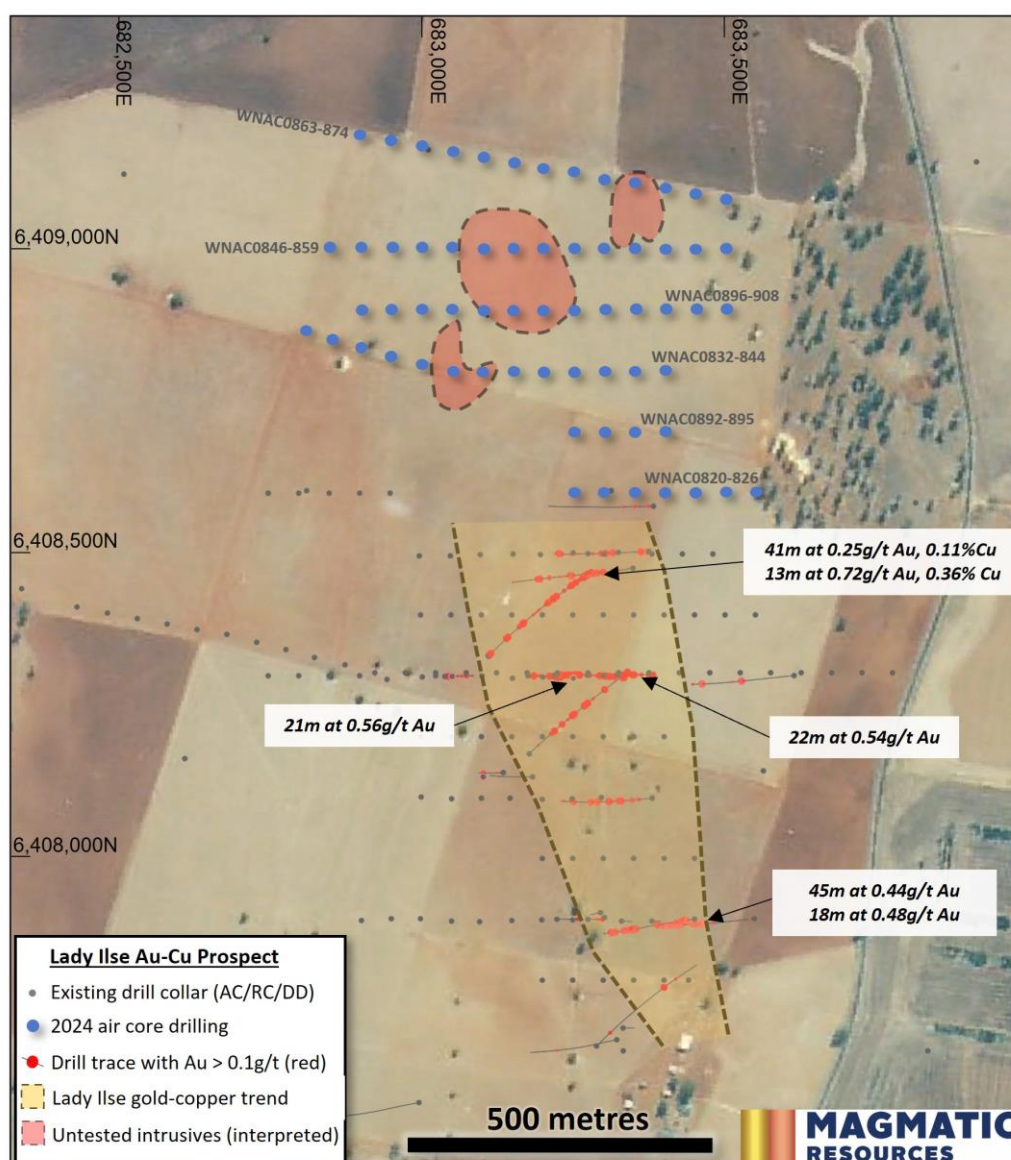 682,500E
683,000E
683,500E
WNAC0863-874
6,409,000N
WNAC0846-859
WNAC0896-908
WNAC0832-844
WNAC0892-895
WNAC0820-826
6,408,500N
41m at 0.25g/t Au, 0.11%Cu
13m at 0.72g/t Au, 0.36% Cu
21m at 0.56g/t Au
22m at 0.54g/t Au
6,408,000N
45m at 0.44g/t Au
18m at 0.48g/t Au
Lady Ilse Au-Cu Prospect
Existing drill collar (AC/RC/DD)
2024 air core drilling
Drill trace with Au > 0.1g/t (red)
Lady Ilse gold-copper trend
Untested intrusives (interpreted)
500 metres
MAGMATIC
RESOURCES